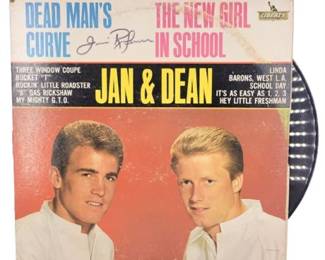 DEAD MAN'S
CURVE
THE NEW GIRL
IN SCHOOL
LIBERTY
THREE WINDOW COUPE
BUCKET "T"
ROCKIN' LITTLE ROADSTER
"B" GAS RICKSHAW
MY MIGHTY G.T.O.
JAN & DEAN
LINDA
BARONS, WEST L.A.
SCHOOL DAY
IT'S AS EASY AS 1, 2, 3
HEY LITTLE FRESHMAN